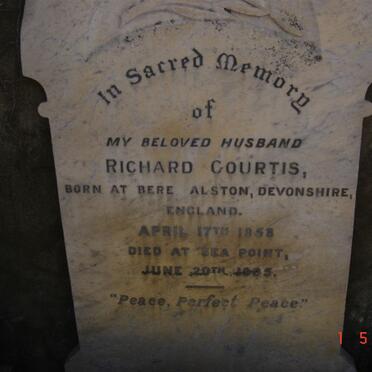 In Sacred Memory
of
MY BELOVED HUSBAND
RICHARD COURTIS,
BORN AT BERE ALSTON, DEVONSHIRE,
ENGLAND.
APRIL 17TH 1858
DIED AT SEA POINT,
JUNE 20TH
"Peace, Perfect Peace."
1 5